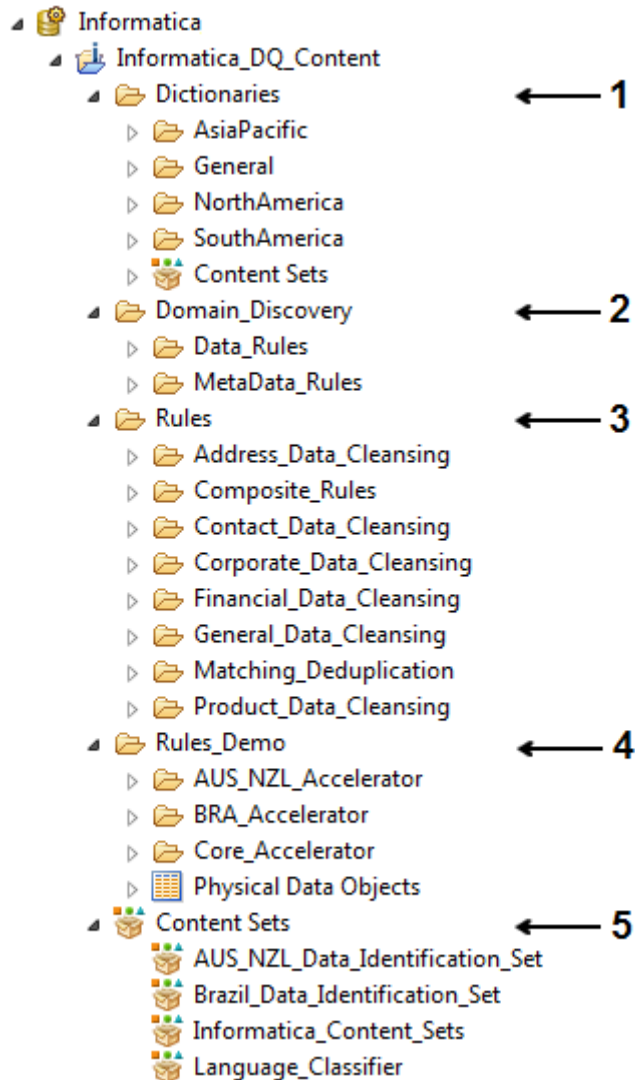 Informatica
Informatica_DQ_Content
Dictionaries 1
AsiaPacific
General
NorthAmerica
SouthAmerica
Content Sets
Domain_Discovery 2
Data_Rules
MetaData_Rules
Rules 3
Address_Data_Cleansing
Composite_Rules
Contact_Data_Cleansing
Corporate_Data_Cleansing
Financial_Data_Cleansing
General_Data_Cleansing
Matching_Deduplication
Product_Data_Cleansing
Rules_Demo 4
AUS_NZL_Accelerator
BRA_Accelerator
Core_Accelerator
Physical Data Objects
Content Sets 5
AUS_NZL_Data_Identification_Set
Brazil_Data_Identification_Set
Informatica_Content_Sets
Language_Classifier